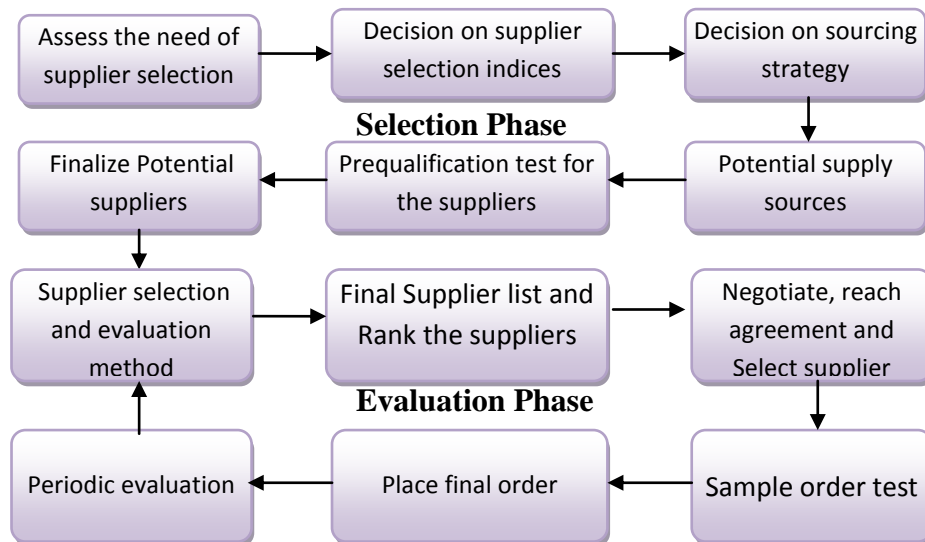 Assess the need of
supplier selection
Decision on supplier
selection indices
Decision on sourcing
strategy
Selection Phase
Finalize Potential
suppliers
Prequalification test for
the suppliers
Potential supply
sources
Supplier selection
and evaluation
method
Final Supplier list and
Rank the suppliers
Negotiate, reach
agreement and
Select supplier
Evaluation Phase
Periodic evaluation
Place final order
Sample order test